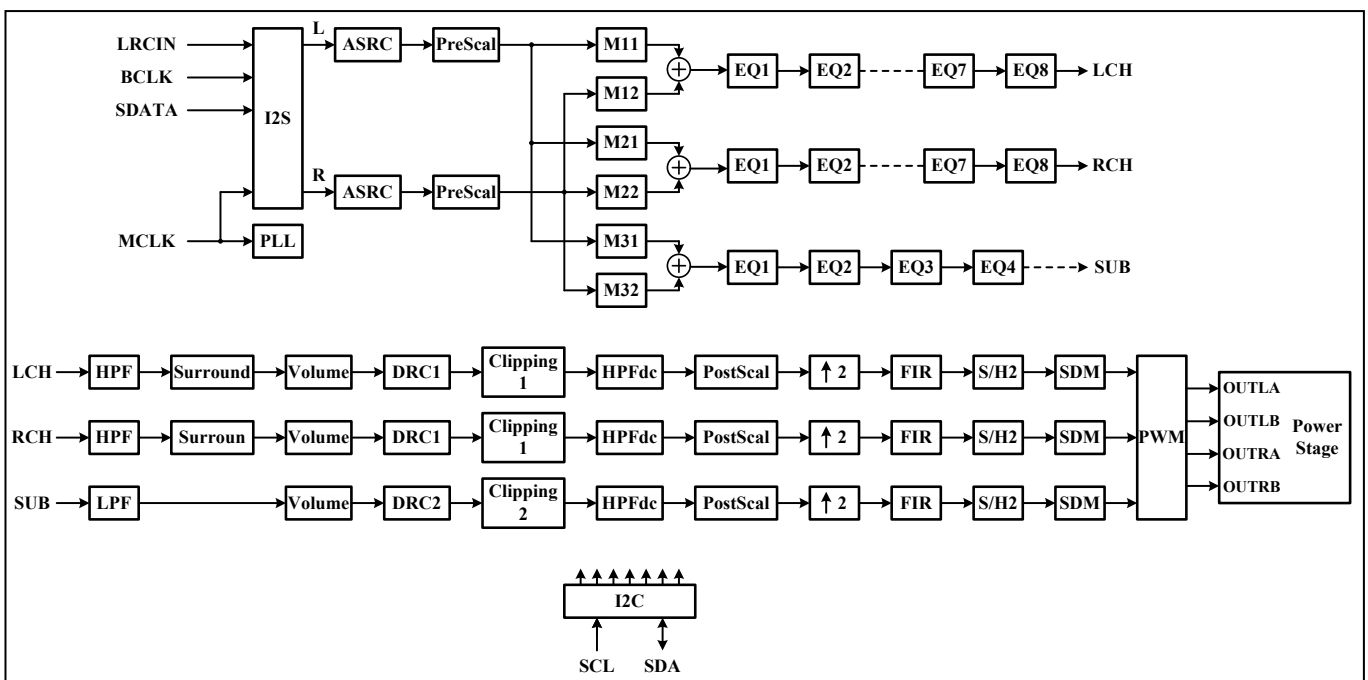 L
LRCIN
ASRC PreScal M11
BCLK EQ1 EQ2 EQ7 EQ8 LCH
M12
SDATA
I2S
M21
R EQ1 EQ2 EQ7 EQ8 RCH
ASRC PreScal M22
MCLK PLL M31
EQ1 EQ2 EQ3 EQ4 SUB
M32
LCH HPF Surround Volume DRC1 Clipping 1 HPFdc PostScal ↑ 2 FIR S/H2 SDM
RCH HPF Surroun Volume DRC1 Clipping 1 HPFdc PostScal ↑ 2 FIR S/H2 SDM
SUB LPF Volume DRC2 Clipping 2 HPFdc PostScal ↑ 2 FIR S/H2 SDM
PWM
OUTLA
OUTLB
OUTRA
OUTRB
Power
Stage
I2C
SCL SDA